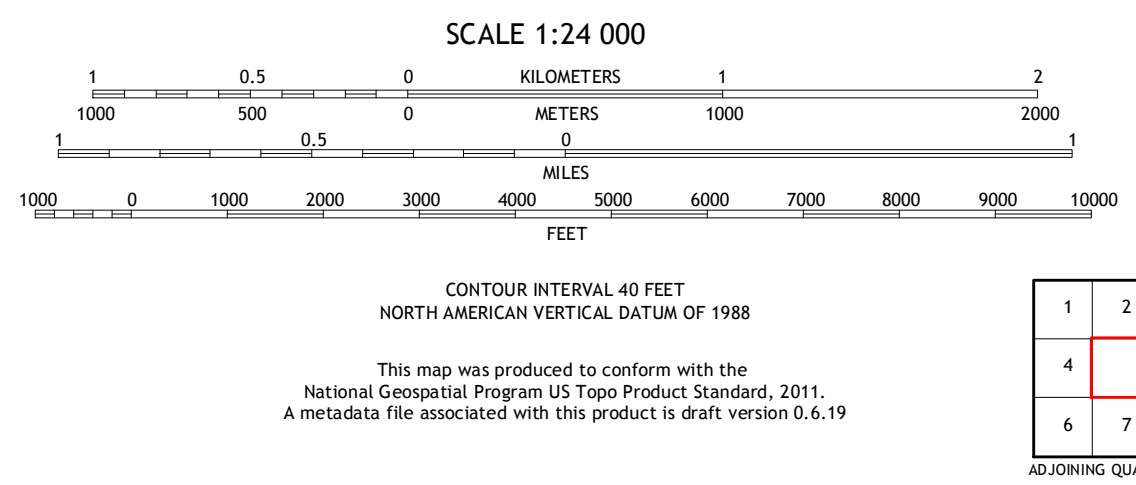 SCALE 1:24 000
1 0.5 0 KILOMETERS 1 2
1000 500 0 METERS 1000 2000
1 0.5 0 1
MILES
1000 0 1000 2000 3000 4000 5000 6000 7000 8000 9000 10000
FEET
CONTOUR INTERVAL 40 FEET
NORTH AMERICAN VERTICAL DATUM OF 1988
This map was produced to conform with the
National Geospatial Program US Topo Product Standard, 2011.
A metadata file associated with this product is draft version 0.6.19
1 2
4
6 7
ADJOINING